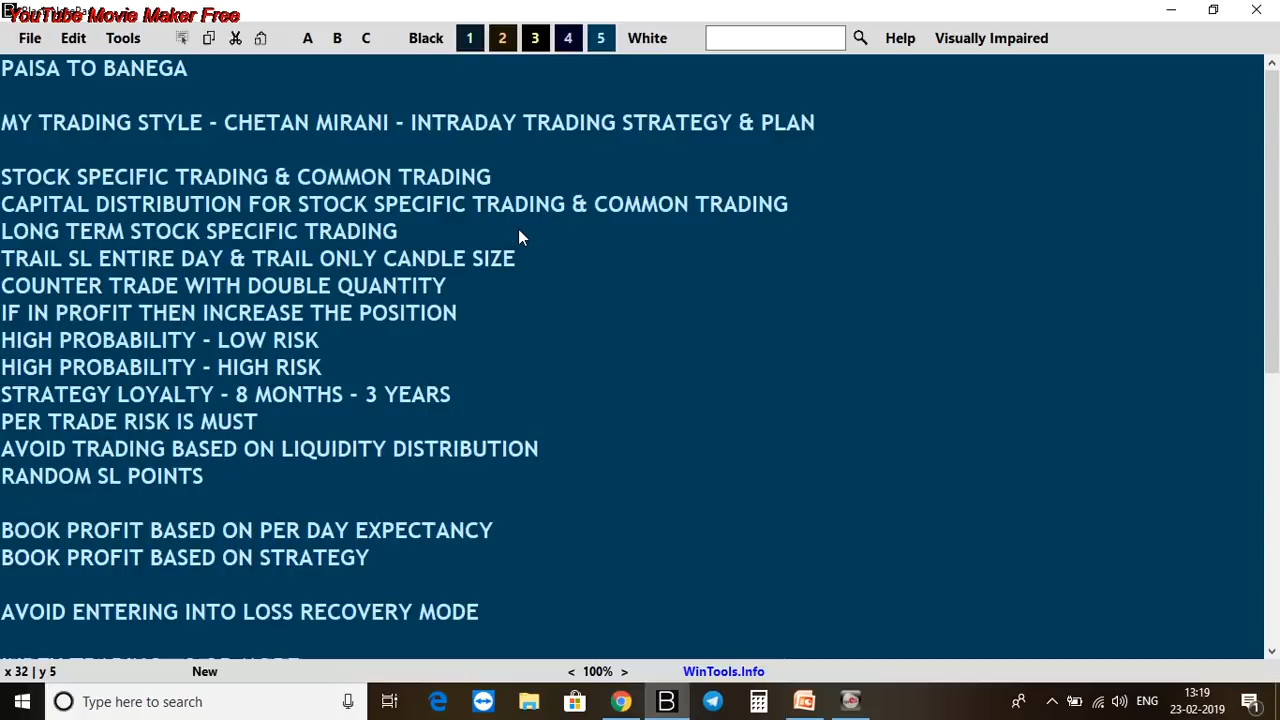 YouTube Movie Maker Free
File Edit Tools A B C Black 1 2 3 4 5 White Help Visually Impaired
PAISA TO BANEGA
MY TRADING STYLE - CHETAN MIRANI - INTRADAY TRADING STRATEGY & PLAN
STOCK SPECIFIC TRADING & COMMON TRADING
CAPITAL DISTRIBUTION FOR STOCK SPECIFIC TRADING & COMMON TRADING
LONG TERM STOCK SPECIFIC TRADING
TRAIL SL ENTIRE DAY & TRAIL ONLY CANDLE SIZE
COUNTER TRADE WITH DOUBLE QUANTITY
IF IN PROFIT THEN INCREASE THE POSITION
HIGH PROBABILITY - LOW RISK
HIGH PROBABILITY - HIGH RISK
STRATEGY LOYALTY - 8 MONTHS - 3 YEARS
PER TRADE RISK IS MUST
AVOID TRADING BASED ON LIQUIDITY DISTRIBUTION
RANDOM SL POINTS
BOOK PROFIT BASED ON PER DAY EXPECTANCY
BOOK PROFIT BASED ON STRATEGY
AVOID ENTERING INTO LOSS RECOVERY MODE
x 32 | y 5 New < 100% > WinTools.Info
Type here to search ENG 13:19
23-02-2019